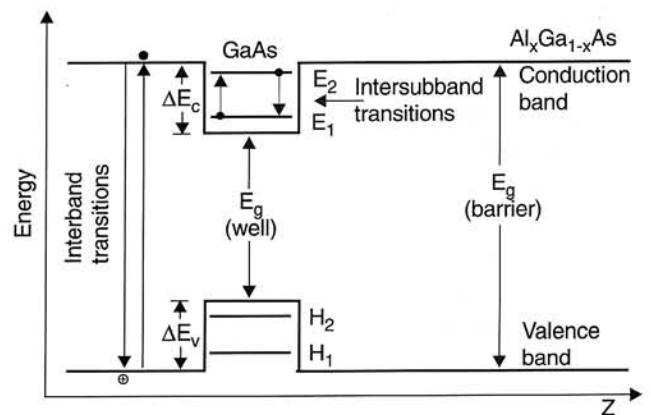 GaAs
AlxGa1-xAs
E2
Conduction
band
ΔEc
E1
Intersubband
transitions
Energy
Interband
transitions
Eg
(well)
Eg
(barrier)
ΔEv
H2
H1
Valence
band
⊕
Z